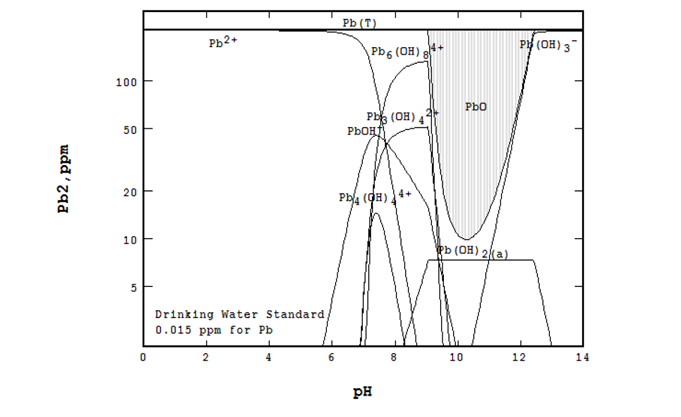 Pb(T)
Pb2+
Pb6(OH)84+
Pb(OH)3-
100
PbO
Pb3(OH)42+
50
PbOH
Pb4(OH)44+
20
Pb2,ppm
10
Pb(OH)2(a)
5
Drinking Water Standard
0.015 ppm for Pb
0 2 4 6 8 10 12 14
pH